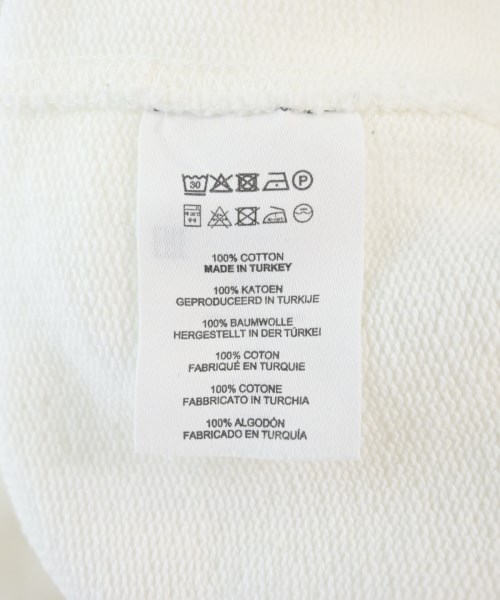 30 P
100% COTTON
MADE IN TURKEY
100% KATOEN
GEPRODUCEERD IN TURKIJE
100% BAUMWOLLE
HERGESTELLT IN DER TÜRKEI
100% COTON
FABRIQUÉ EN TURQUIE
100% COTONE
FABBRICATO IN TURCHIA
100% ALGODÓN
FABRICADO EN TURQUÍA